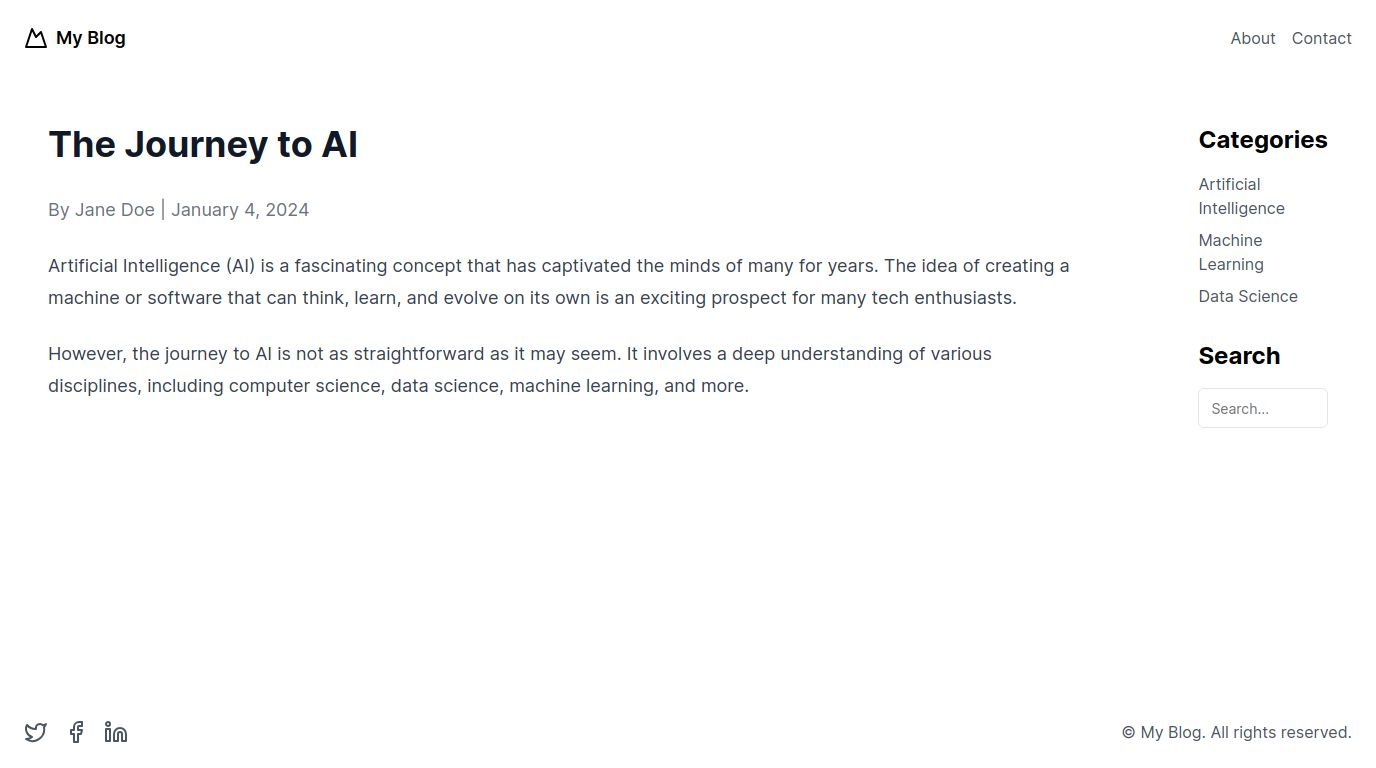 My Blog
About Contact
The Journey to AI
By Jane Doe | January 4, 2024
Artificial Intelligence (AI) is a fascinating concept that has captivated the minds of many for years. The idea of creating a
machine or software that can think, learn, and evolve on its own is an exciting prospect for many tech enthusiasts.
However, the journey to AI is not as straightforward as it may seem. It involves a deep understanding of various
disciplines, including computer science, data science, machine learning, and more.
Categories
Artificial
Intelligence
Machine
Learning
Data Science
Search
Search...
© My Blog. All rights reserved.